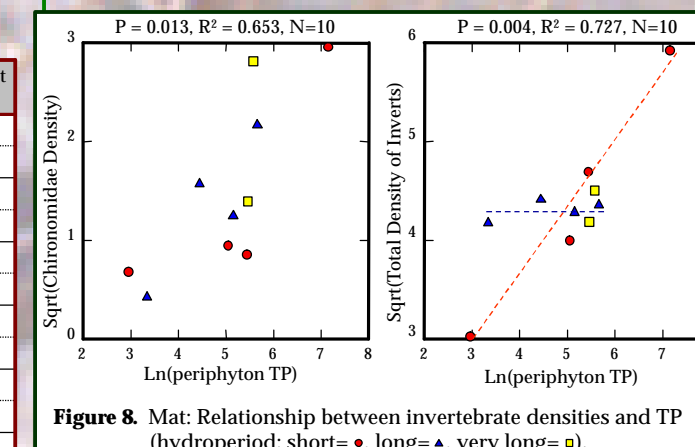 t
P = 0.013, R² = 0.653, N=10
P = 0.004, R² = 0.727, N=10
Sqrt(Chironomidae Density)
3
2
1
0
2 3 4 5 6 7 8
Ln(periphyton TP)
Sqrt(Total Density of Inverts)
6
5
4
3
2 3 4 5 6 7
Ln(periphyton TP)
Figure 8. Mat: Relationship between invertebrate densities and TP
(hydroperiod: short= , long= , very long= ).